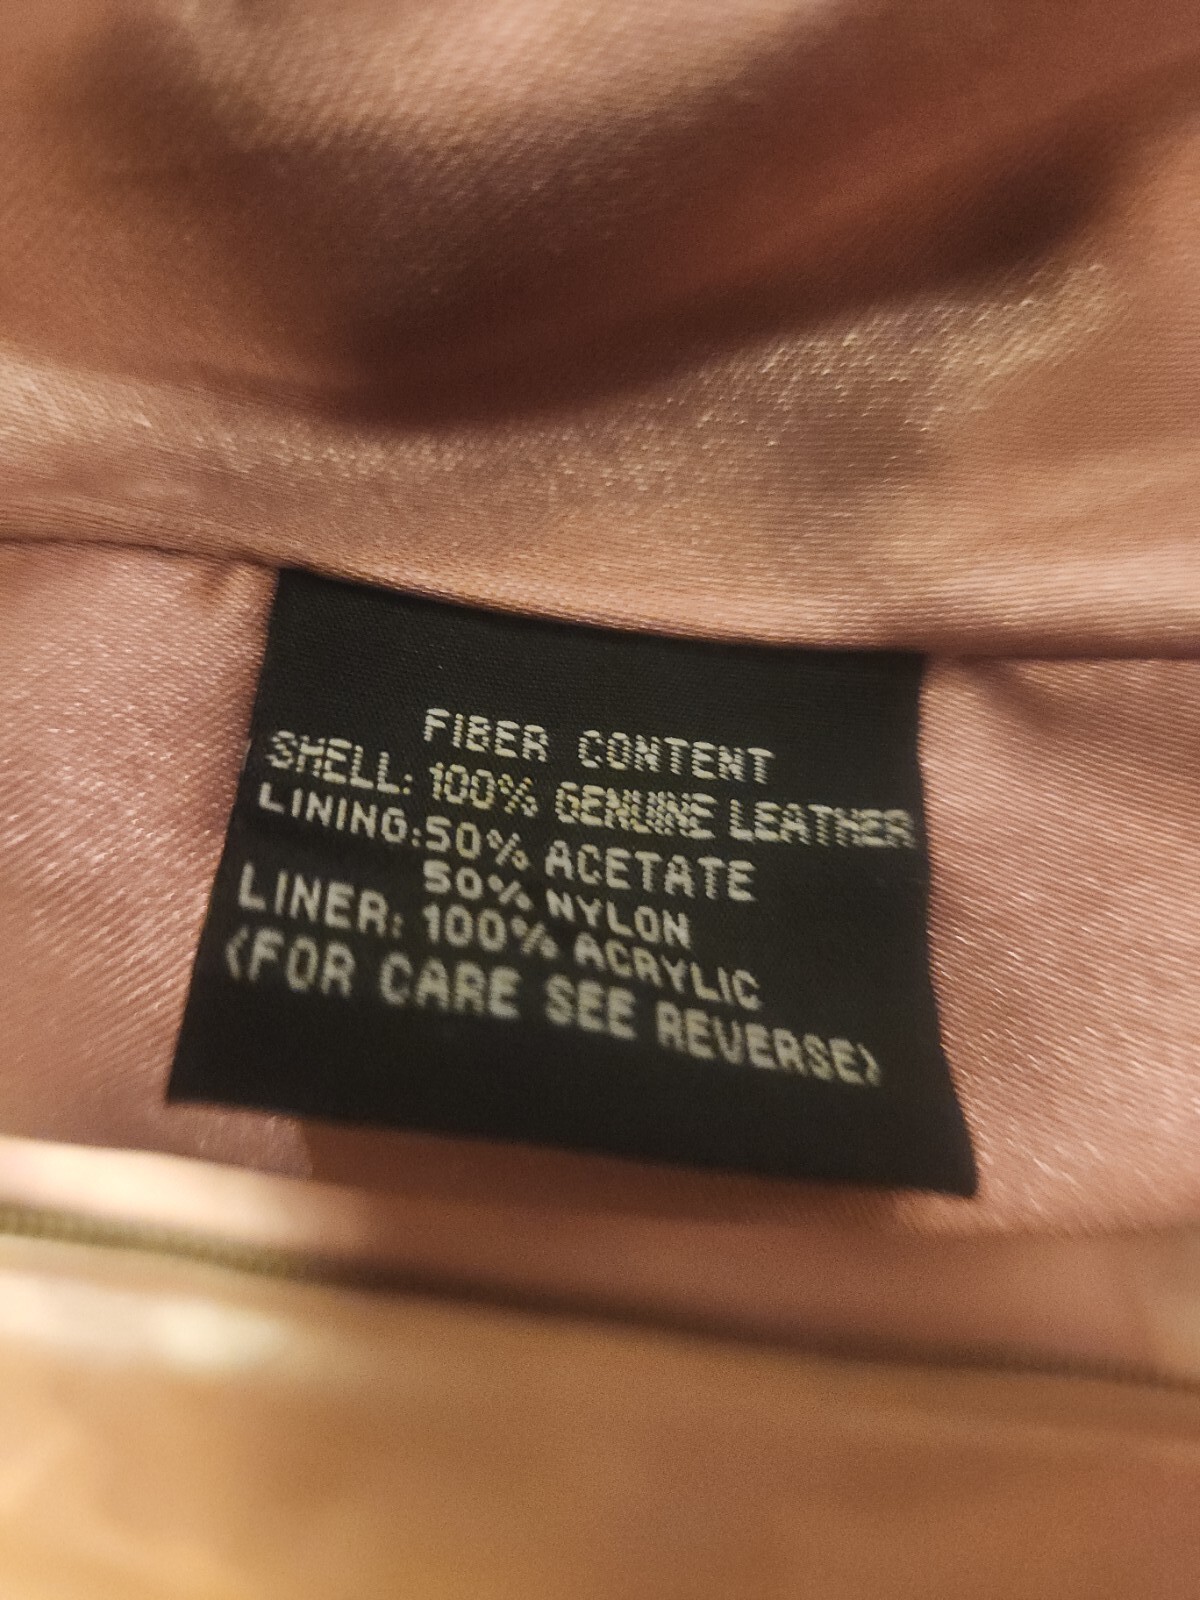 FIBER CONTENT
SHELL: 100% GENUINE LEATHER
LINING:50% ACETATE
50% NYLON
LINER: 100% ACRYLIC
(FOR CARE SEE REVERSE)